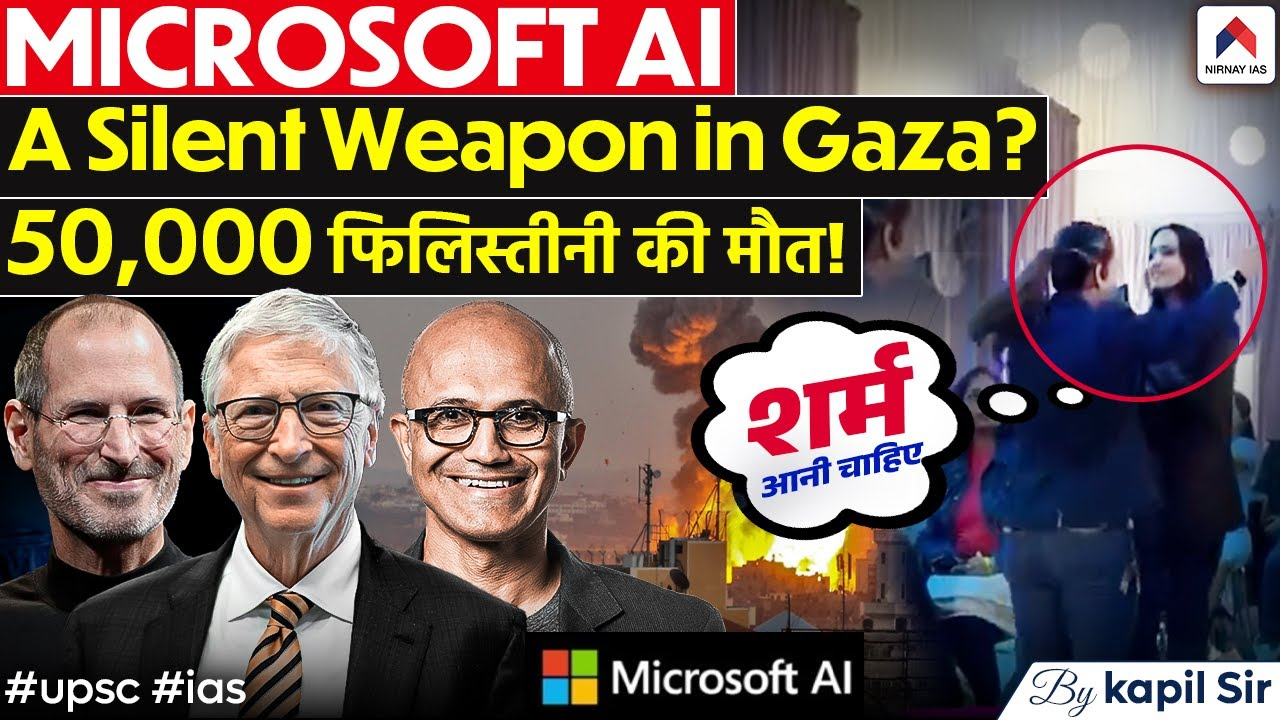 MICROSOFT AI
A Silent Weapon in Gaza?
50,000 फिलिस्तीनी की मौत!
NIRNAY IAS
शर्म
आनी चाहिए
#upsc #ias
Microsoft AI
By kapil Sir